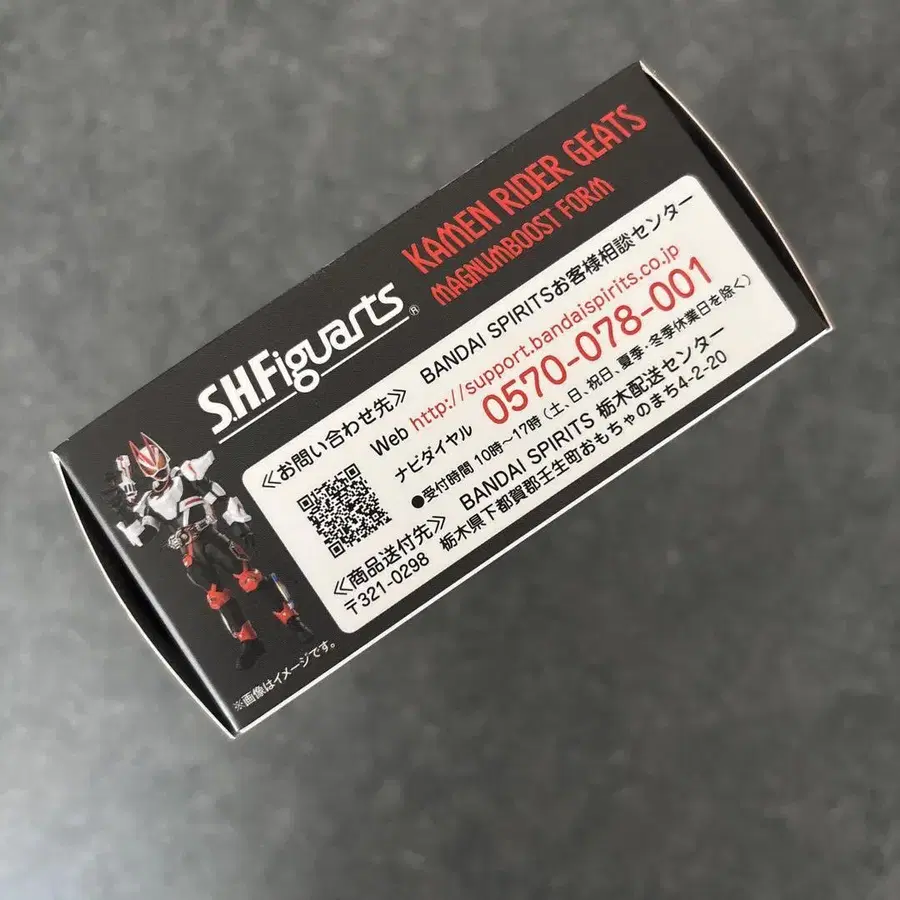 S.H.Figuarts®
KAMEN RIDER GEATS
MAGNUMBOOST FORM
≪お問い合わせ先≫ BANDAI SPIRITSお客様相談センター
Web http://support.bandaispirits.co.jp
ナビダイヤル 0570-078-001
●受付時間 10時~17時(土、日、祝日、夏季・冬季休業日を除く)
≪商品送付先≫ BANDAI SPIRITS 栃木配送センター
〒321-0298 栃木県下都賀郡壬生町おもちゃのまち4-2-20
※画像はイメージです。